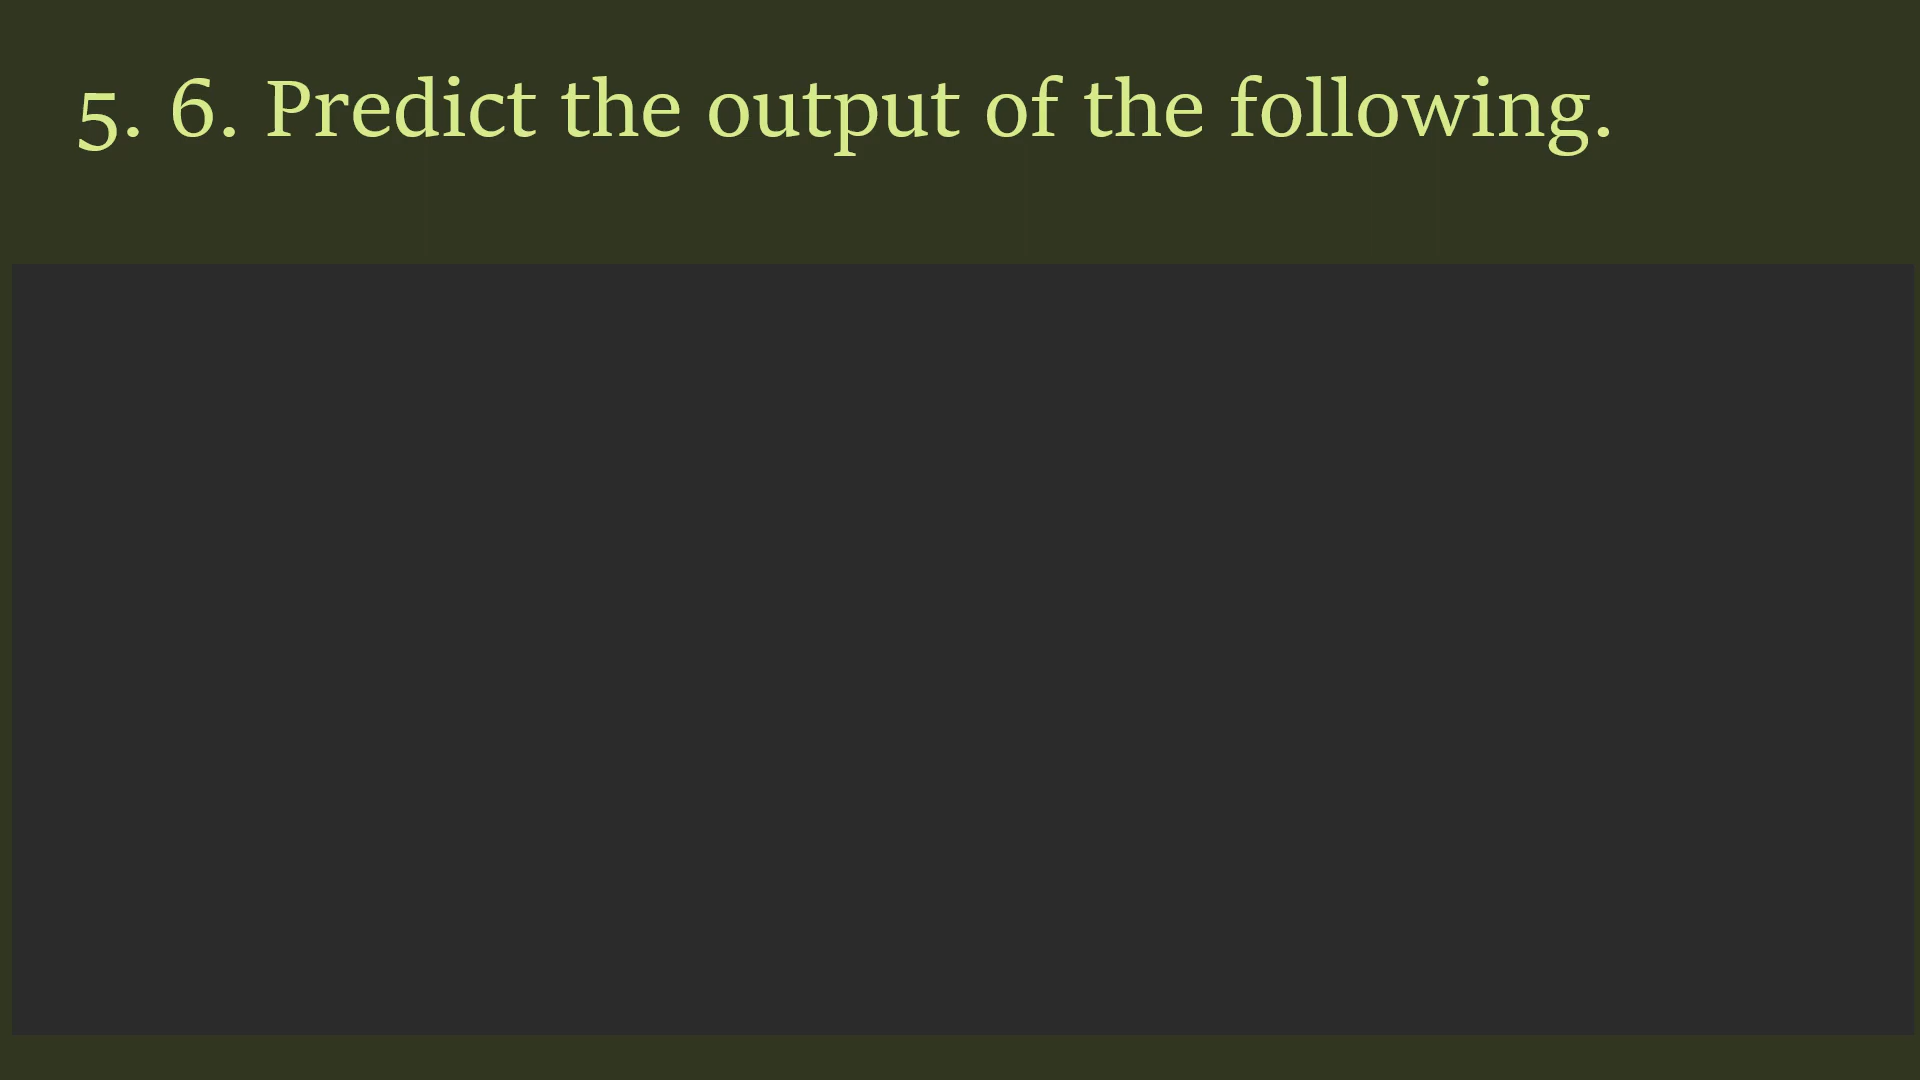 5. 6. Predict the output of the following.